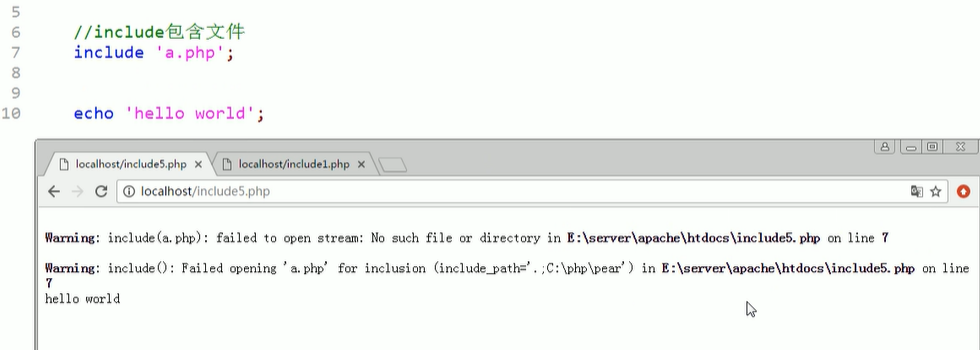 5
6 //include包含文件
7 include 'a.php';
8
9
10 echo 'hello world';
localhost/include5.php
localhost/include1.php
localhost/include5.php
Warning: include(a.php): failed to open stream: No such file or directory in E:\server\apache\htdocs\include5.php on line 7
Warning: include(): Failed opening 'a.php' for inclusion (include_path='.;C:\php\pear') in E:\server\apache\htdocs\include5.php on line
7
hello world